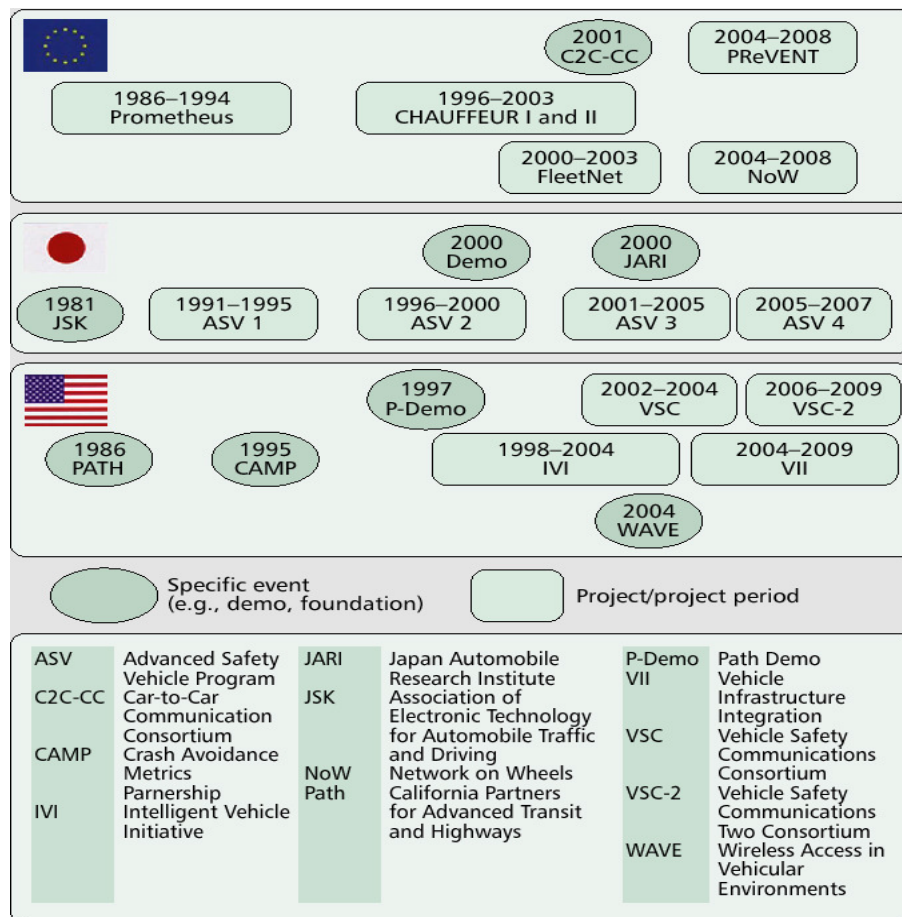 2001
C2C-CC
2004–2008
PReVENT
1986–1994
Prometheus
1996–2003
CHAUFFEUR I and II
2000–2003
FleetNet
2004–2008
NoW
2000
Demo
2000
JARI
1981
JSK
1991–1995
ASV 1
1996–2000
ASV 2
2001–2005
ASV 3
2005–2007
ASV 4
1997
P-Demo
2002–2004
VSC
2006–2009
VSC-2
1986
PATH
1995
CAMP
1998–2004
IVI
2004–2009
VII
2004
WAVE
Specific event
(e.g., demo, foundation)
Project/project period
ASV Advanced Safety
Vehicle Program
C2C-CC Car-to-Car
Communication
Consortium
CAMP Crash Avoidance
Metrics
Parnership
IVI Intelligent Vehicle
Initiative
JARI Japan Automobile
Research Institute
JSK Association of
Electronic Technology
for Automobile Traffic
and Driving
NoW Network on Wheels
Path California Partners
for Advanced Transit
and Highways
P-Demo Path Demo
VII Vehicle
Infrastructure
Integration
VSC Vehicle Safety
Communications
Consortium
VSC-2 Vehicle Safety
Communications
Two Consortium
WAVE Wireless Access in
Vehicular
Environments